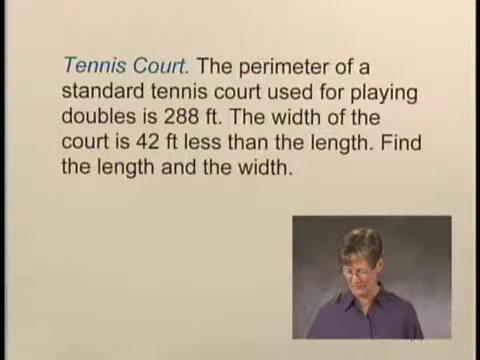 Tennis Court. The perimeter of a
standard tennis court used for playing
doubles is 288 ft. The width of the
court is 42 ft less than the length. Find
the length and the width.